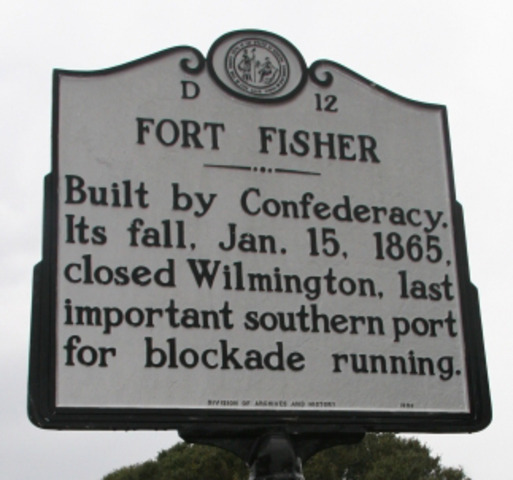 D 12
FORT FISHER
Built by Confederacy.
Its fall, Jan. 15, 1865,
closed Wilmington, last
important southern port
for blockade running.
DIVISION OF ARCHIVES AND HISTORY